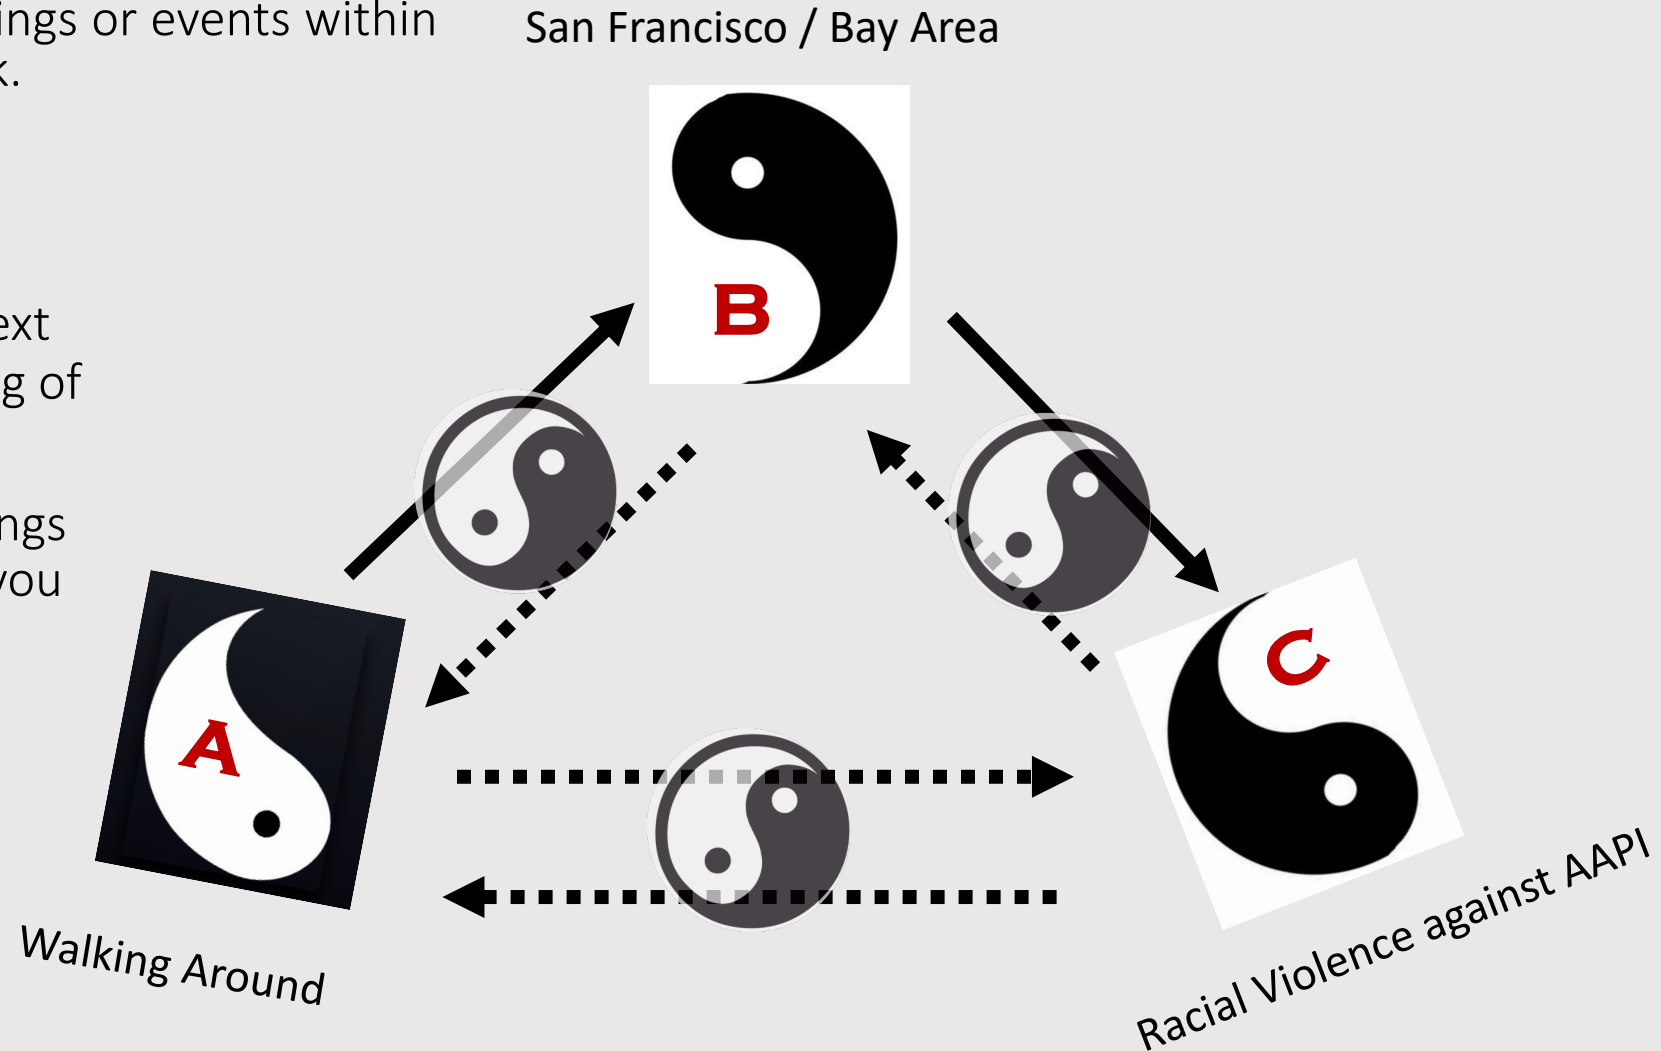 ings or events within
k.
San Francisco / Bay Area
B
ext
g of
ngs
you
A
C
Walking Around
Racial Violence against AAPI